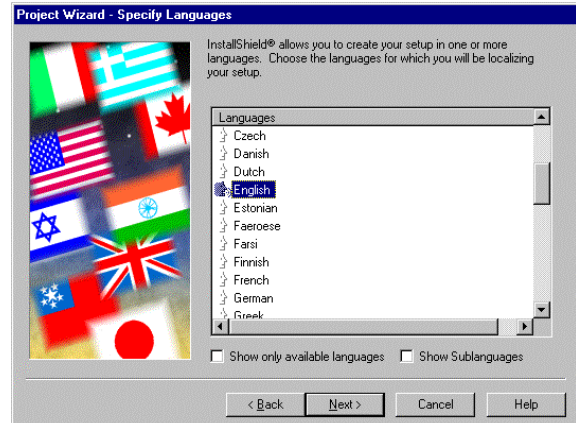 Project Wizard - Specify Languages
InstallShield® allows you to create your setup in one or more
languages. Choose the languages for which you will be localizing
your setup.
Languages
Czech
Danish
Dutch
English
Estonian
Faeroese
Farsi
Finnish
French
German
Greek
Show only available languages Show Sublanguages
< Back Next > Cancel Help